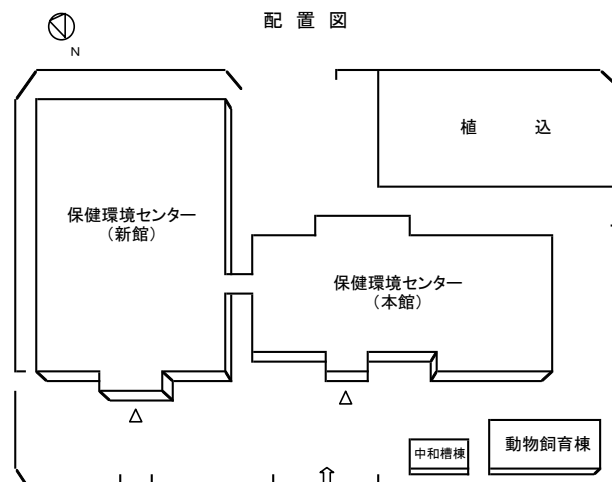 配 置 図
N
植 込
保健環境センター
(新館)
保健環境センター
(本館)
中和槽棟
動物飼育棟